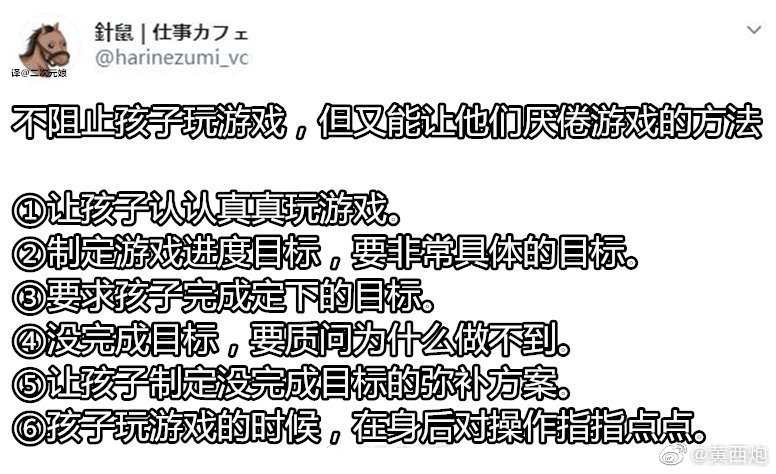 針鼠 | 仕事カフェ
@harinezumi_vc
译@二次元娘
不阻止孩子玩游戏，但又能让他们厌倦游戏的方法
①让孩子认认真真玩游戏。
②制定游戏进度目标，要非常具体的目标。
③要求孩子完成定下的目标。
④没完成目标，要质问为什么做不到。
⑤让孩子制定没完成目标的弥补方案。
⑥孩子玩游戏的时候，在身后对操作指指点点。
@黄西炮